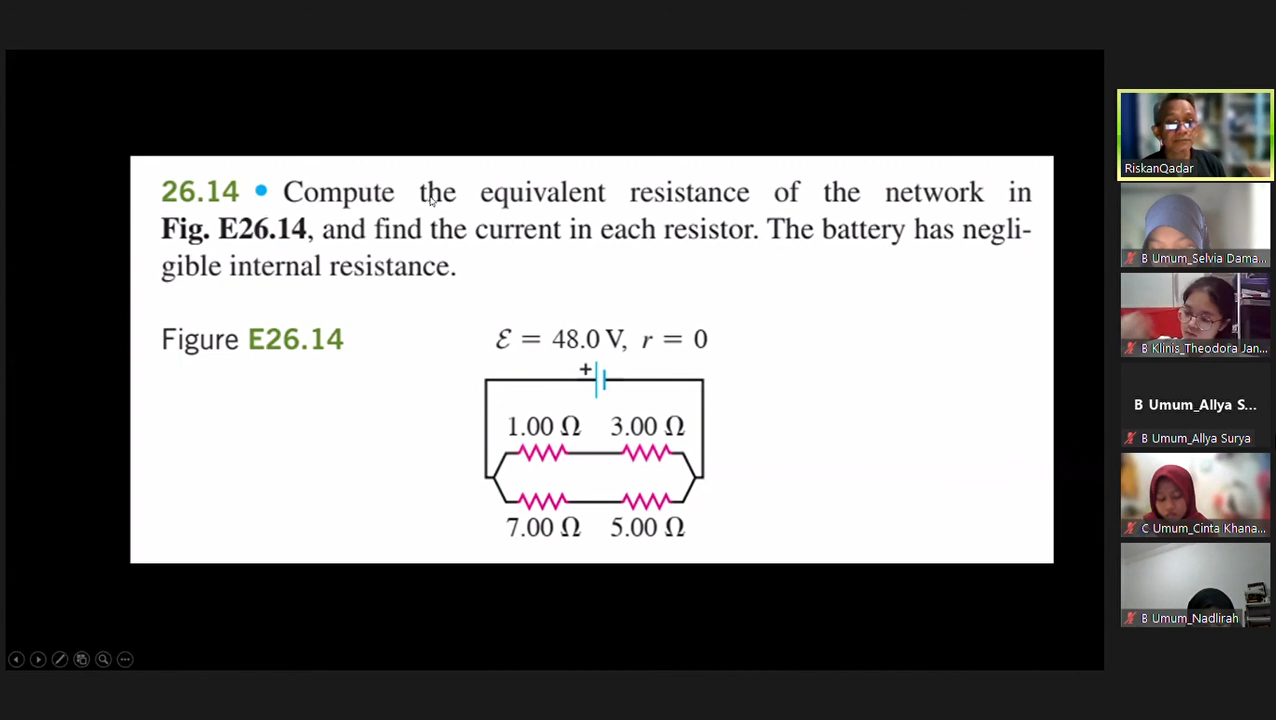 26.14 • Compute the equivalent resistance of the network in
Fig. E26.14, and find the current in each resistor. The battery has negli-
gible internal resistance.
Figure E26.14
ℰ = 48.0 V, r = 0
+
1.00 Ω 3.00 Ω
7.00 Ω 5.00 Ω
RiskanQadar
B Umum_Selvia Dama...
B Klinis_Theodora Jan...
B Umum_Allya S...
B Umum_Allya Surya
C Umum_Cinta Khana...
B Umum_Nadlirah